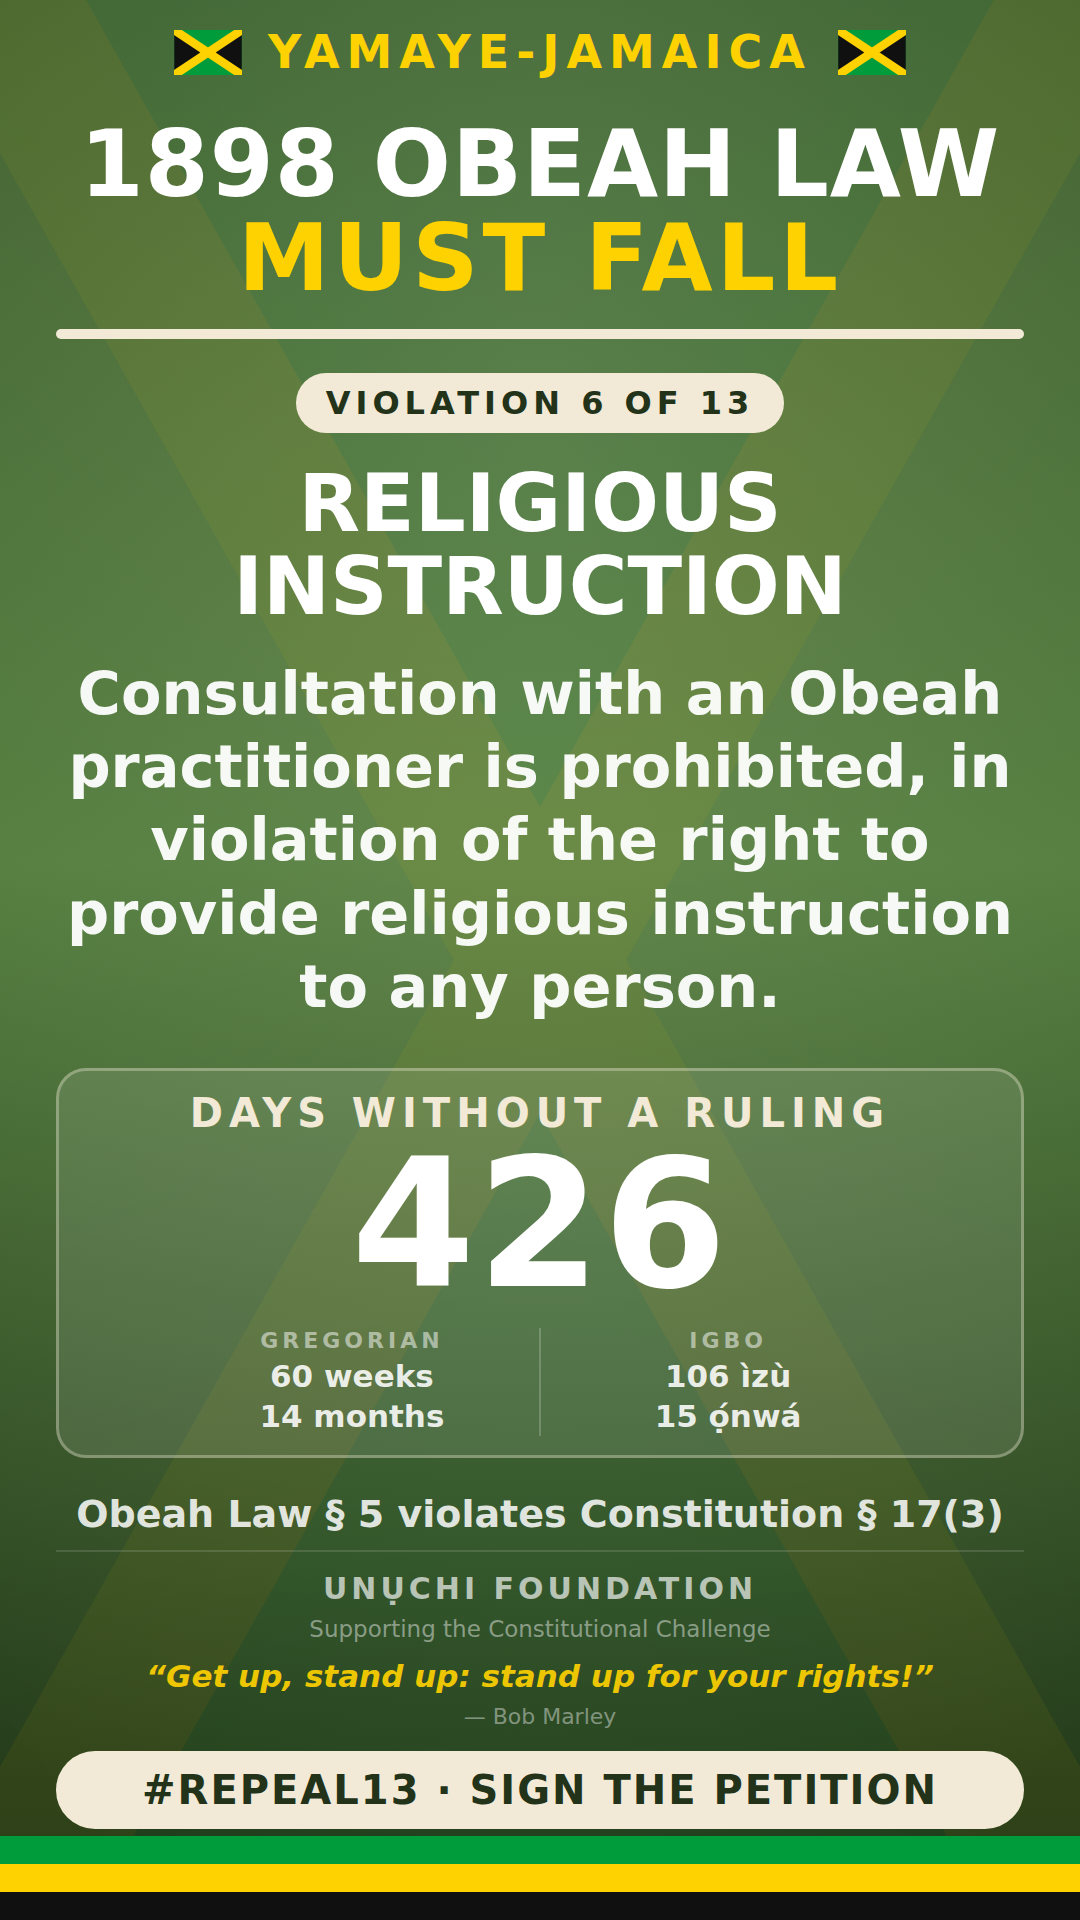 YAMAYE-JAMAICA
1898 OBEAH LAW
MUST FALL
VIOLATION 6 OF 13
RELIGIOUS
INSTRUCTION
Consultation with an Obeah
practitioner is prohibited, in
violation of the right to
provide religious instruction
to any person.
DAYS WITHOUT A RULING
426
GREGORIAN
60 weeks
14 months
IGBO
106 ìzù
15 ọ́nwá
Obeah Law § 5 violates Constitution § 17(3)
UNỤCHI FOUNDATION
Supporting the Constitutional Challenge
“Get up, stand up: stand up for your rights!”
— Bob Marley
#REPEAL13 · SIGN THE PETITION